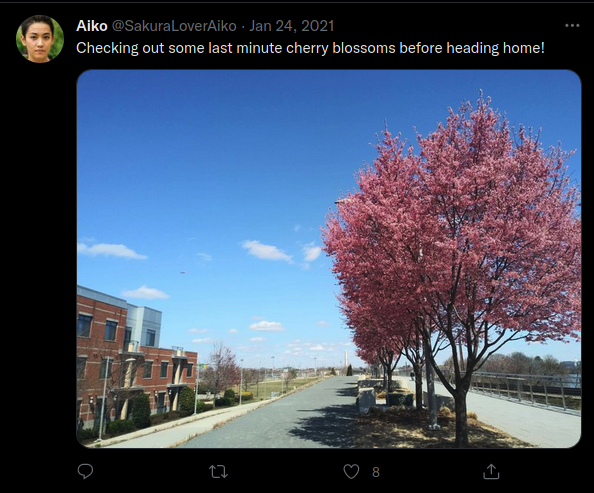 Aiko @SakuraLoverAiko · Jan 24, 2021
Checking out some last minute cherry blossoms before heading home!
8